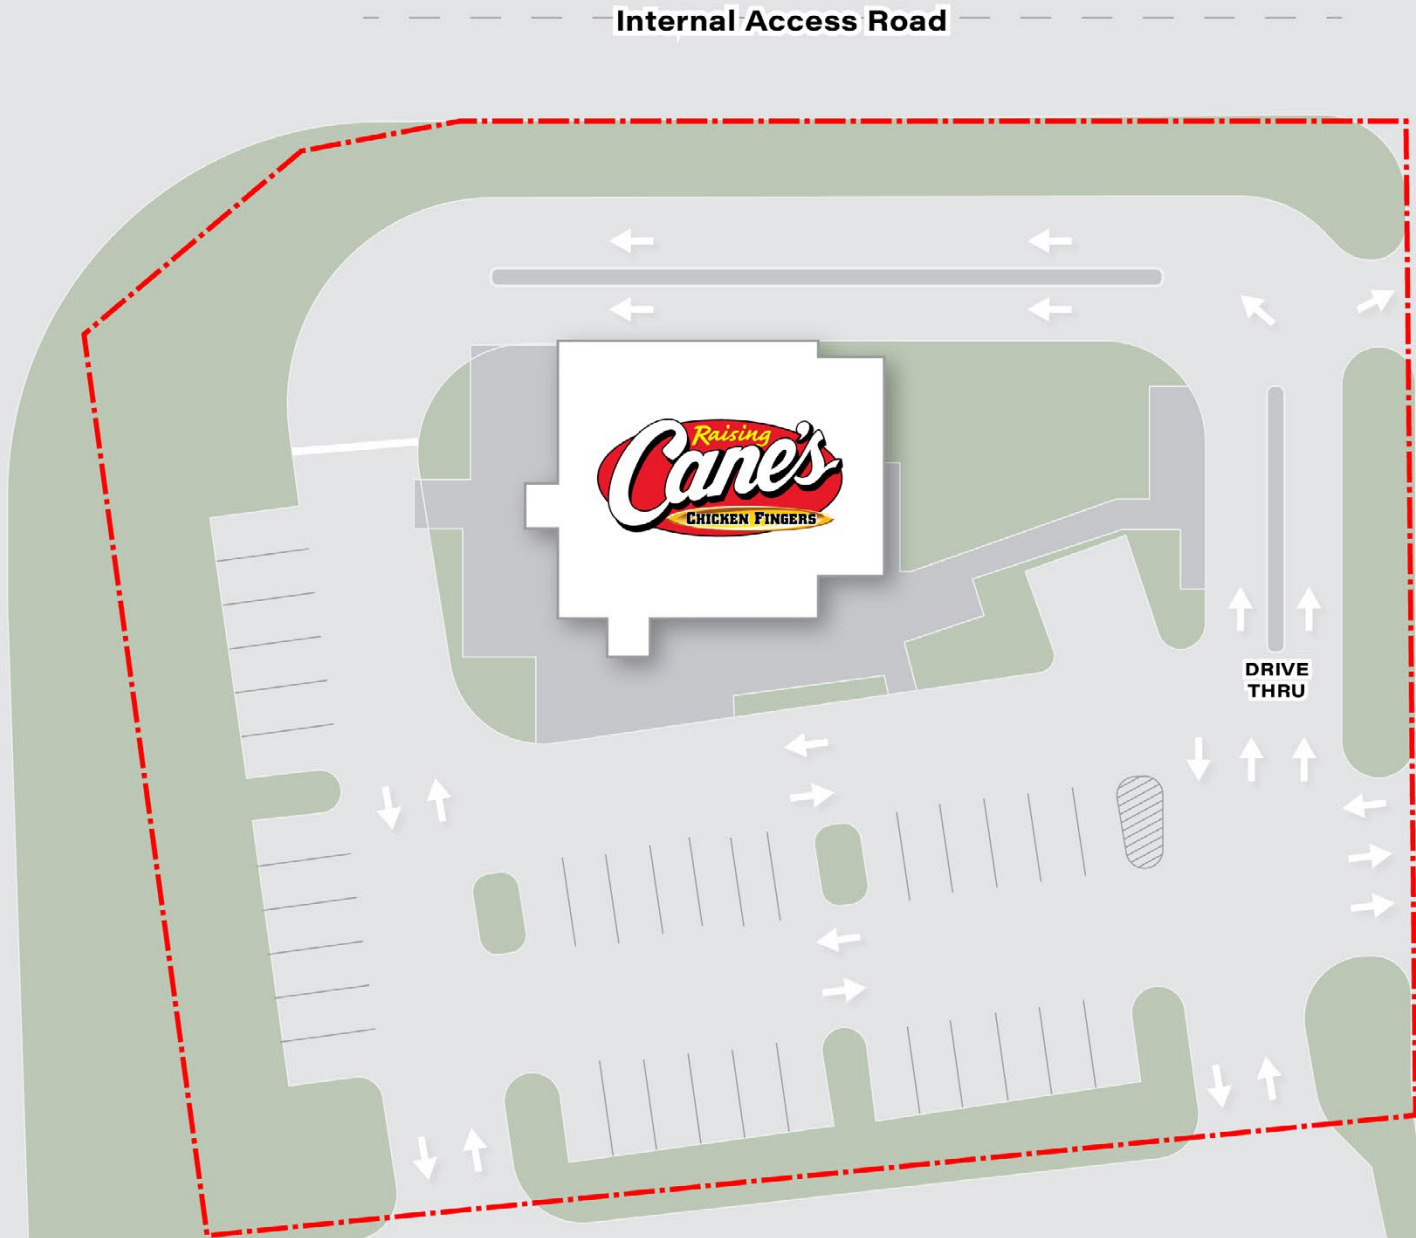 Internal Access Road
Raising
Cane's
CHICKEN FINGERS
DRIVE
THRU